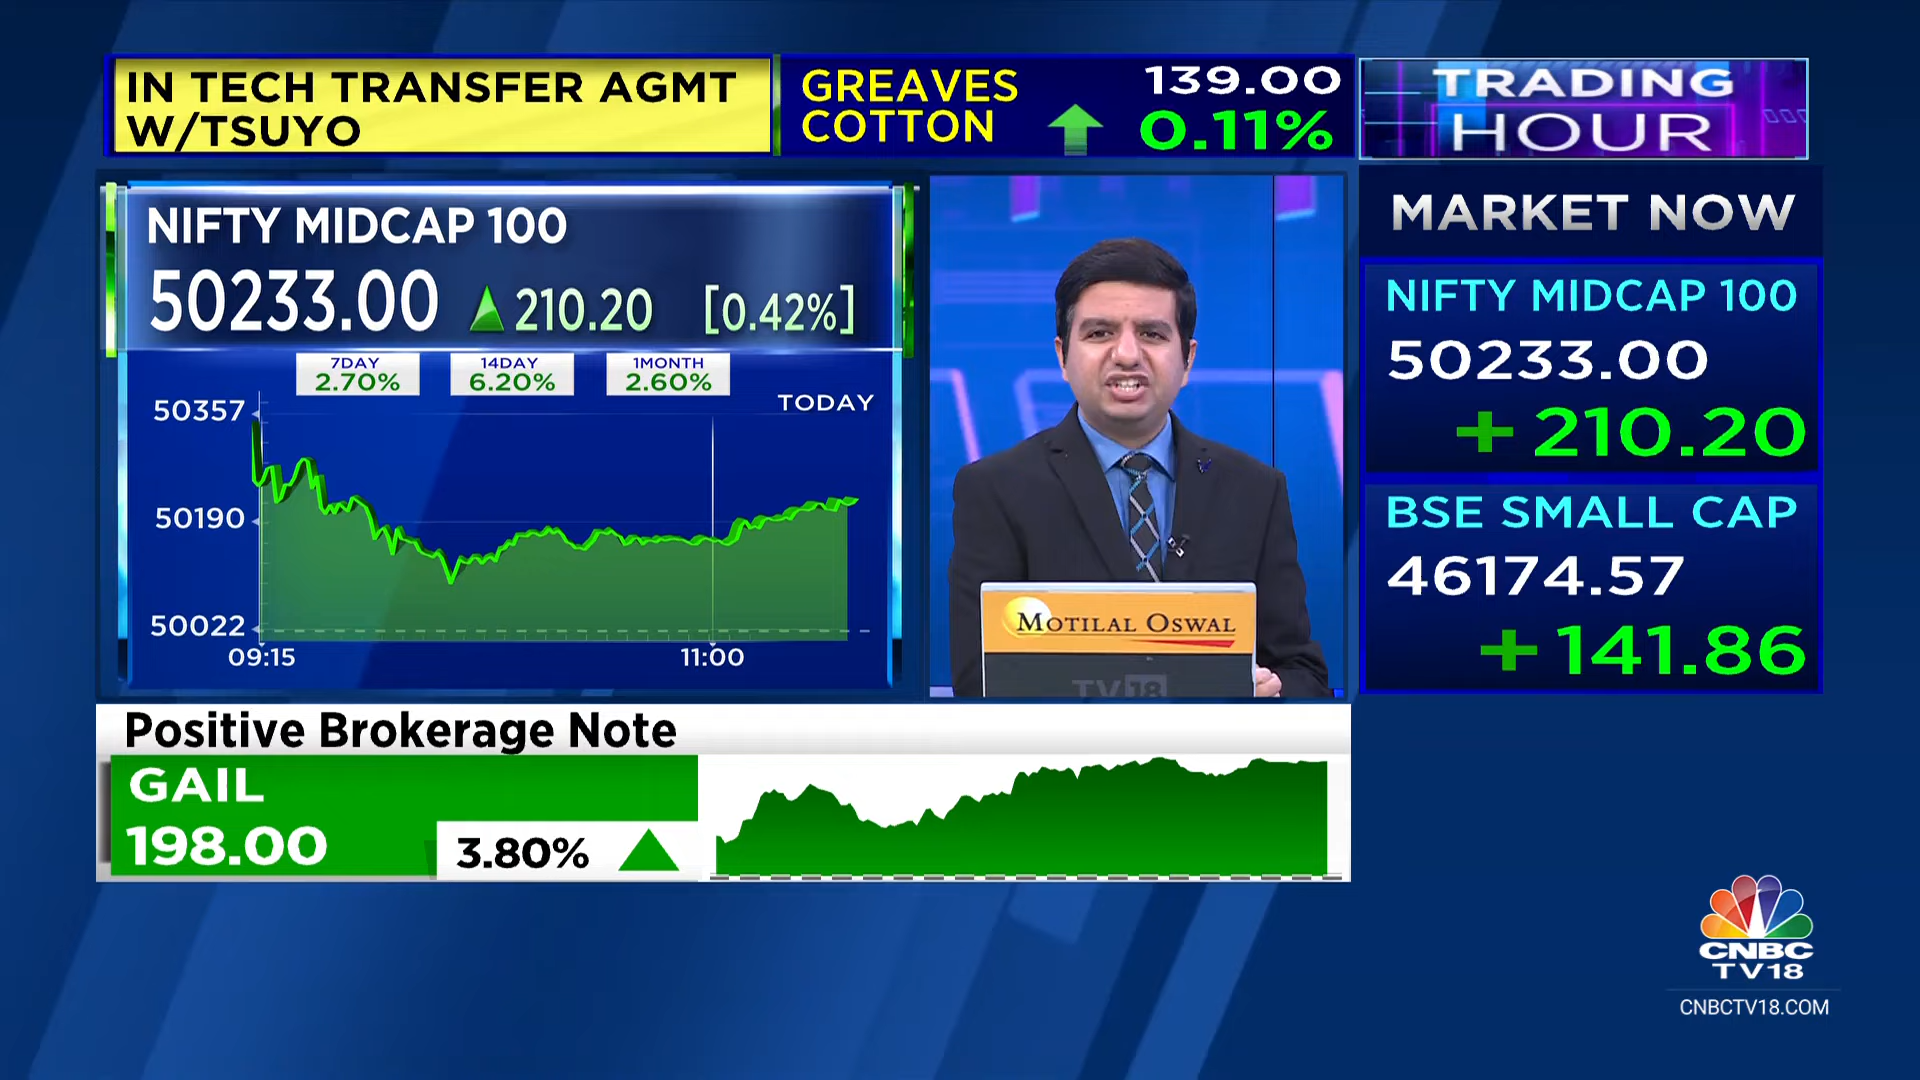 IN TECH TRANSFER AGMT
W/TSUYO
GREAVES
COTTON
139.00
0.11%
TRADING
HOUR
NIFTY MIDCAP 100
50233.00 210.20 [0.42%]
7DAY
2.70%
14DAY
6.20%
1MONTH
2.60%
TODAY
50357
50190
50022
09:15
11:00
MOTILAL OSWAL
TV18
MARKET NOW
NIFTY MIDCAP 100
50233.00
+210.20
BSE SMALL CAP
46174.57
+141.86
Positive Brokerage Note
GAIL
198.00
3.80%
CNBC
TV18
CNBCTV18.COM